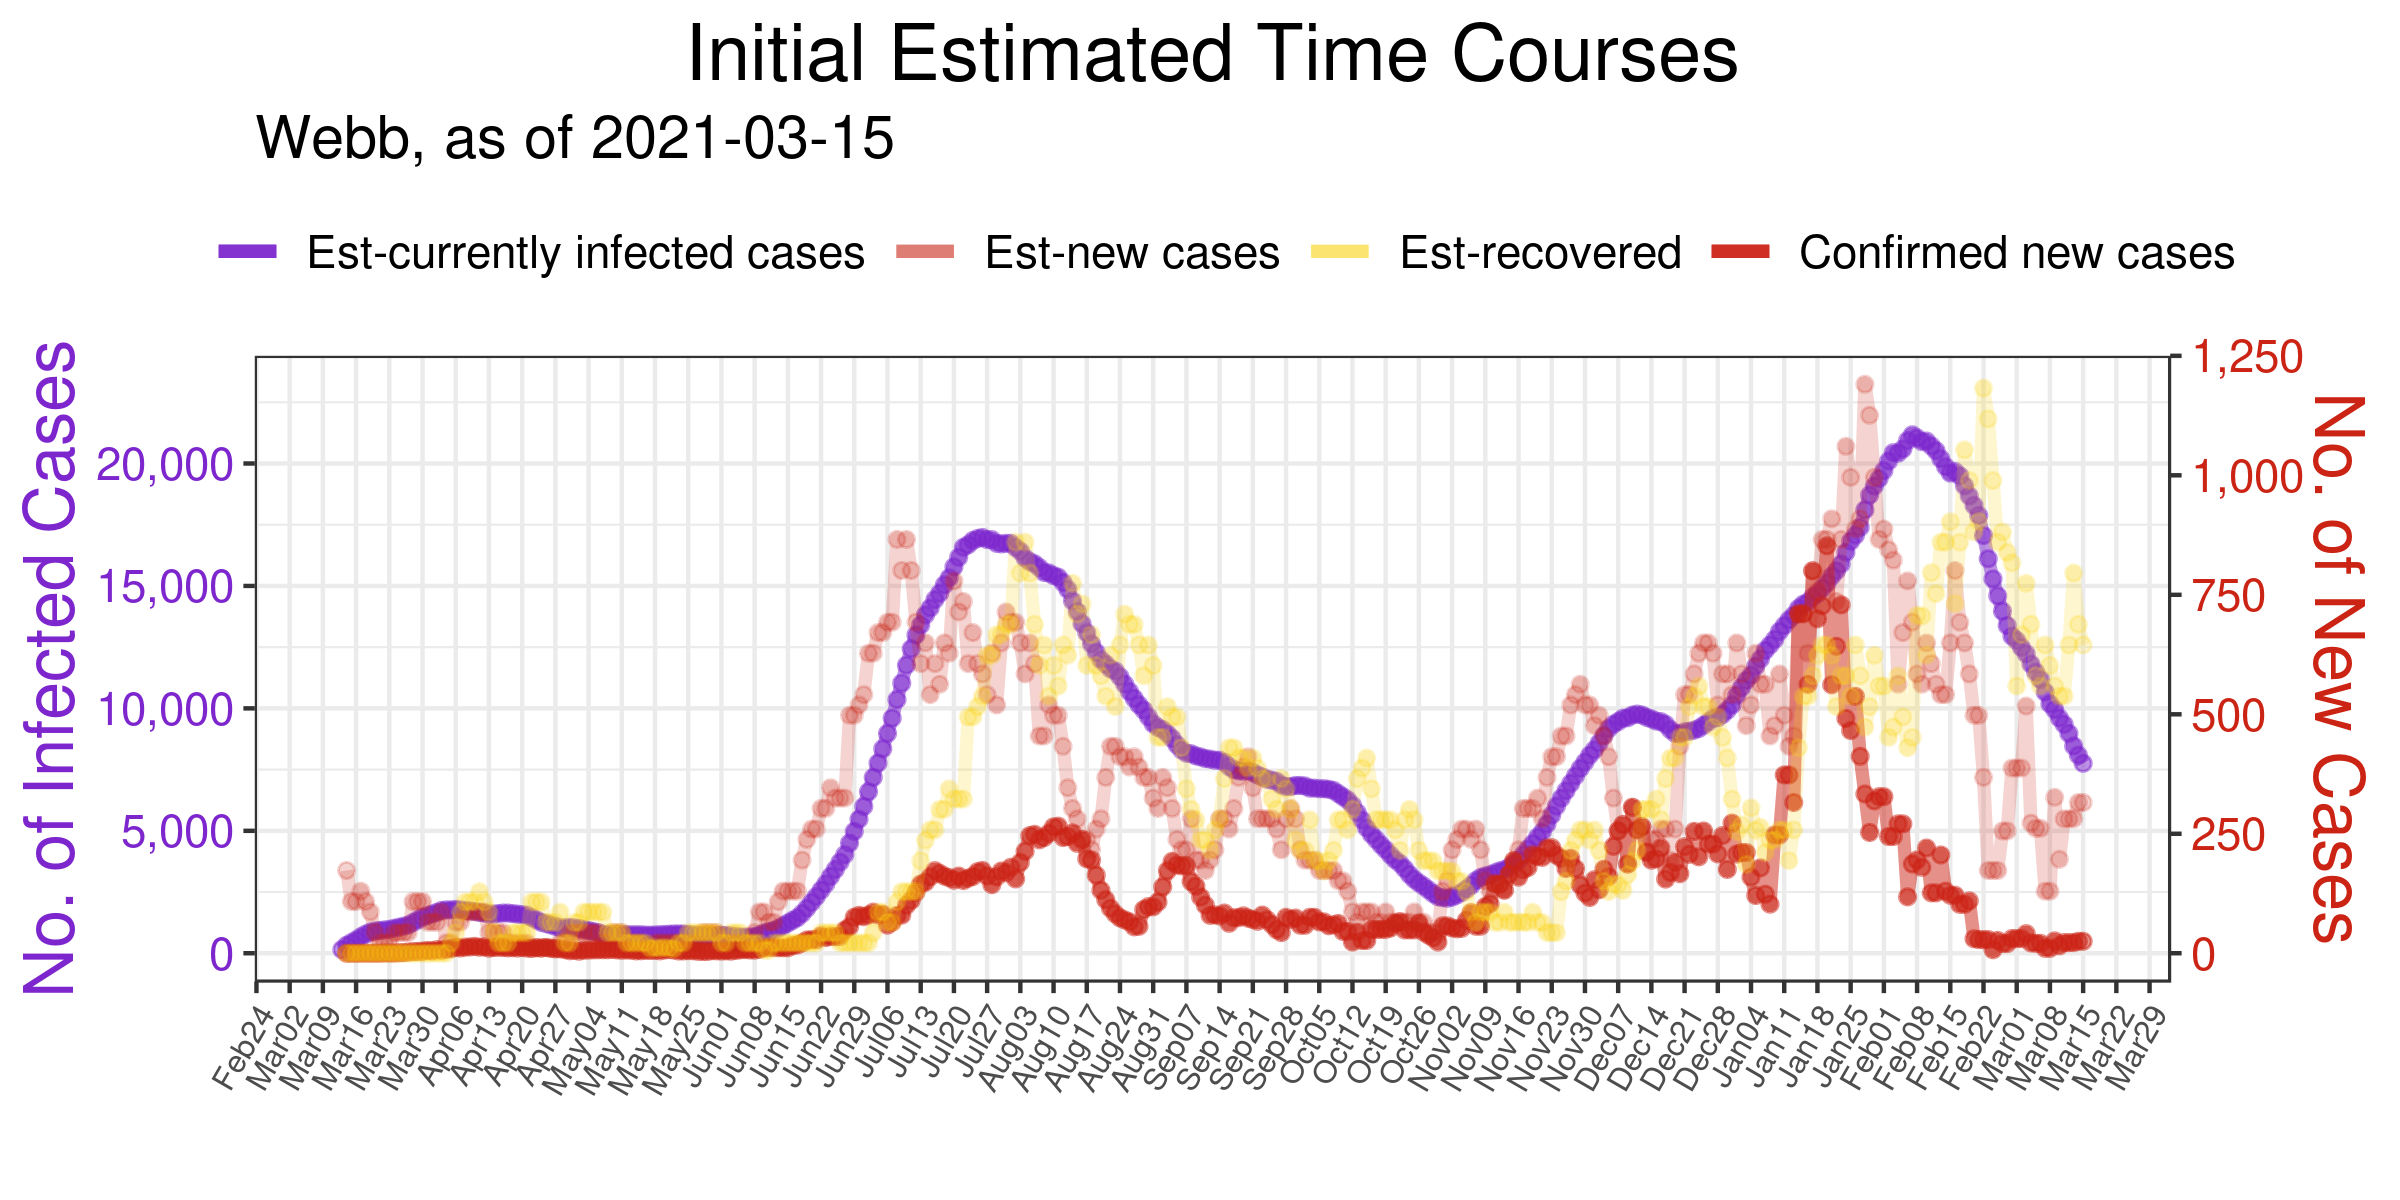 Initial Estimated Time Courses
Webb, as of 2021-03-15
Est-currently infected cases Est-new cases Est-recovered Confirmed new cases
No. of Infected Cases
20,000
15,000
10,000
5,000
0
1,250
1,000
750
500
250
0
No. of New Cases
Feb24 Mar02 Mar09 Mar16 Mar23 Mar30 Apr06 Apr13 Apr20 Apr27 May04 May11 May18 May25 Jun01 Jun08 Jun15 Jun22 Jun29 Jul06 Jul13 Jul20 Jul27 Aug03 Aug10 Aug17 Aug24 Aug31 Sep07 Sep14 Sep21 Sep28 Oct05 Oct12 Oct19 Oct26 Nov02 Nov09 Nov16 Nov23 Nov30 Dec07 Dec14 Dec21 Dec28 Jan04 Jan11 Jan18 Jan25 Feb01 Feb08 Feb15 Feb22 Mar01 Mar08 Mar15 Mar22 Mar29